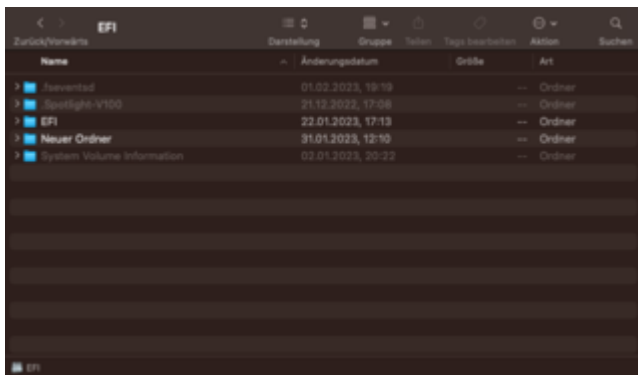 EFI
Zurück/Vorwärts Darstellung Gruppe Teilen Tags bearbeiten Aktion Suchen
Name Änderungsdatum Größe Art
.fseventsd 01.02.2023, 19:19 -- Ordner
.Spotlight-V100 21.12.2022, 17:08 -- Ordner
EFI 22.01.2023, 17:13 -- Ordner
Neuer Ordner 31.01.2023, 12:10 -- Ordner
System Volume Information 02.01.2023, 20:22 -- Ordner
EFI